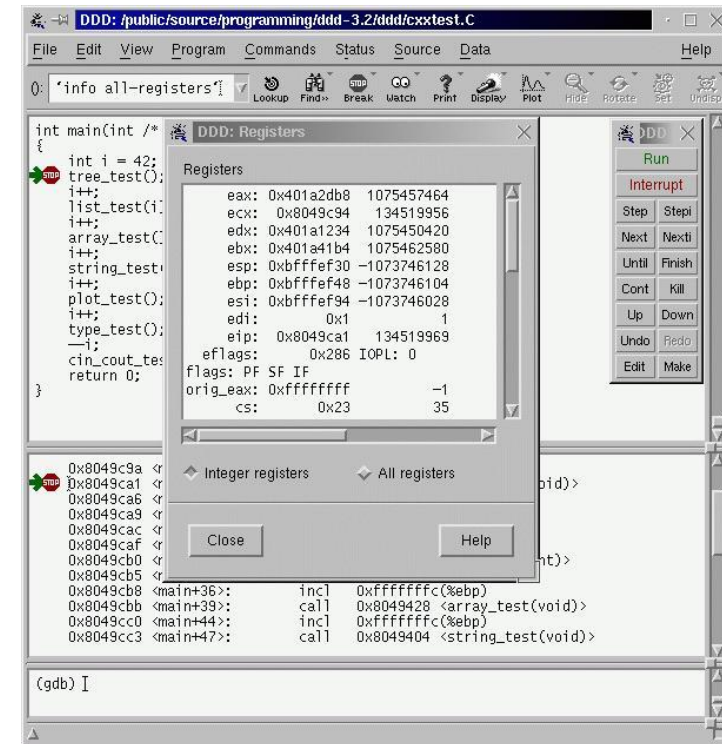 DDD: /public/source/programming/ddd-3.2/ddd/cxxtest.C
File Edit View Program Commands Status Source Data Help
(): 'info all-registers'
Lookup Find» Break Watch Print Display Plot Hide Rotate Set Undisp
int main(int /*
{
int i = 42;
tree_test();
i++;
list_test(i)
i++;
array_test()
i++;
string_test(
i++;
plot_test();
i++;
type_test();
--i;
cin_cout_tes
return 0;
}
DDD: Registers
Registers
eax: 0x401a2db8 1075457464
ecx: 0x8049c94 134519956
edx: 0x401a1234 1075450420
ebx: 0x401a41b4 1075462580
esp: 0xbfffef30 -1073746128
ebp: 0xbfffef48 -1073746104
esi: 0xbfffef94 -1073746028
edi: 0x1 1
eip: 0x8049ca1 134519969
eflags: 0x286 IOPL: 0
flags: PF SF IF
orig_eax: 0xffffffff -1
cs: 0x23 35
Integer registers All registers
Close Help
DDD
Run
Interrupt
Step Stepi
Next Nexti
Until Finish
Cont Kill
Up Down
Undo Redo
Edit Make
0x8049c9a <
0x8049ca1 < oid)>
0x8049ca6 <
0x8049ca9 <
0x8049cac <
0x8049caf <
0x8049cb0 < nt)>
0x8049cb5 <
0x8049cb8 <main+36>: incl 0xfffffffc(%ebp)
0x8049cbb <main+39>: call 0x8049428 <array_test(void)>
0x8049cc0 <main+44>: incl 0xfffffffc(%ebp)
0x8049cc3 <main+47>: call 0x8049404 <string_test(void)>
(gdb)